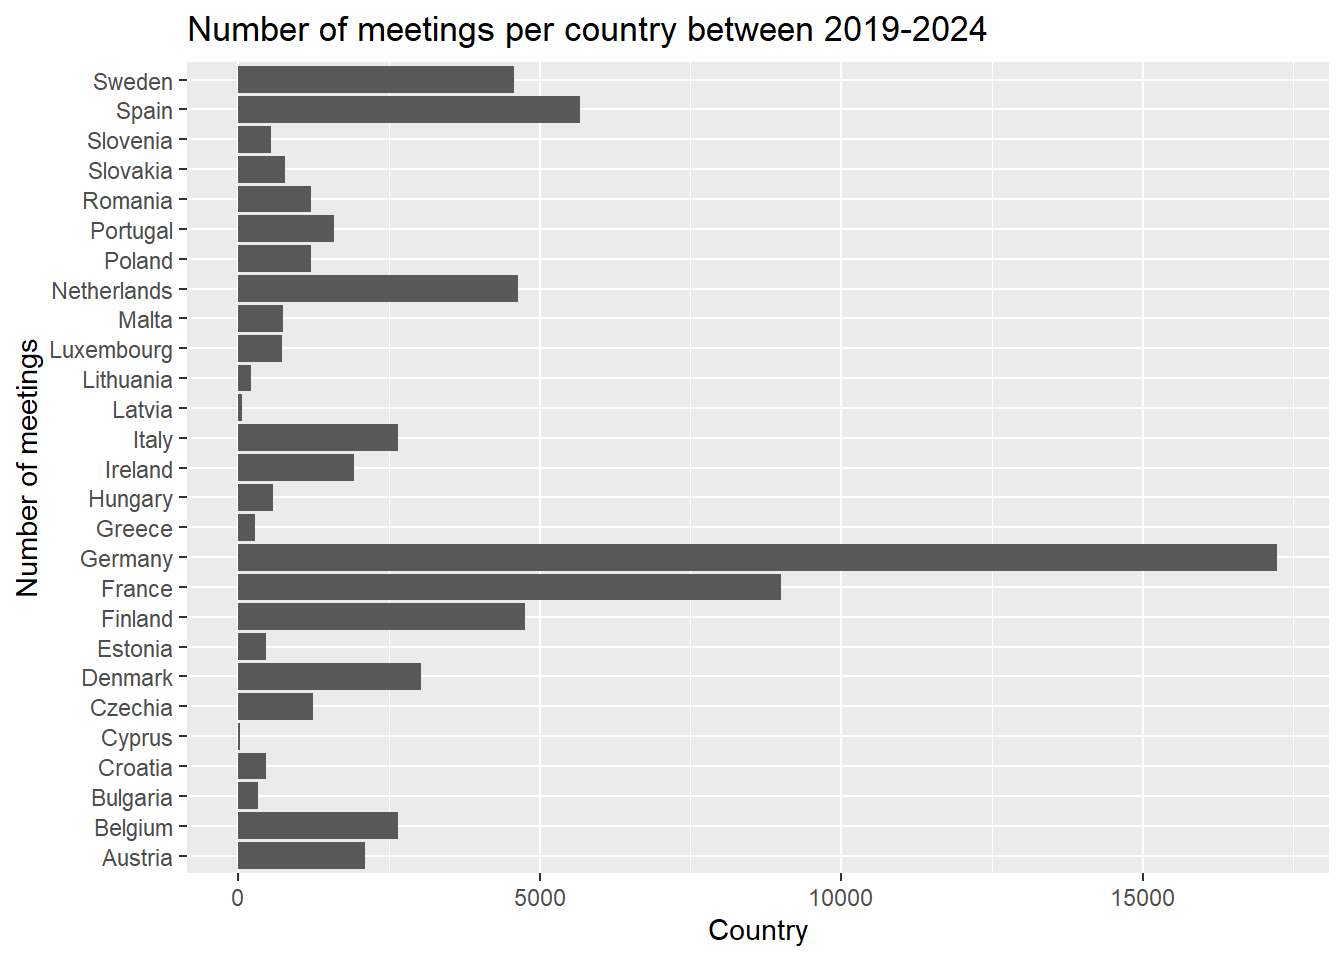 Number of meetings per country between 2019-2024
Number of meetings
Sweden
Spain
Slovenia
Slovakia
Romania
Portugal
Poland
Netherlands
Malta
Luxembourg
Lithuania
Latvia
Italy
Ireland
Hungary
Greece
Germany
France
Finland
Estonia
Denmark
Czechia
Cyprus
Croatia
Bulgaria
Belgium
Austria
0 5000 10000 15000
Country